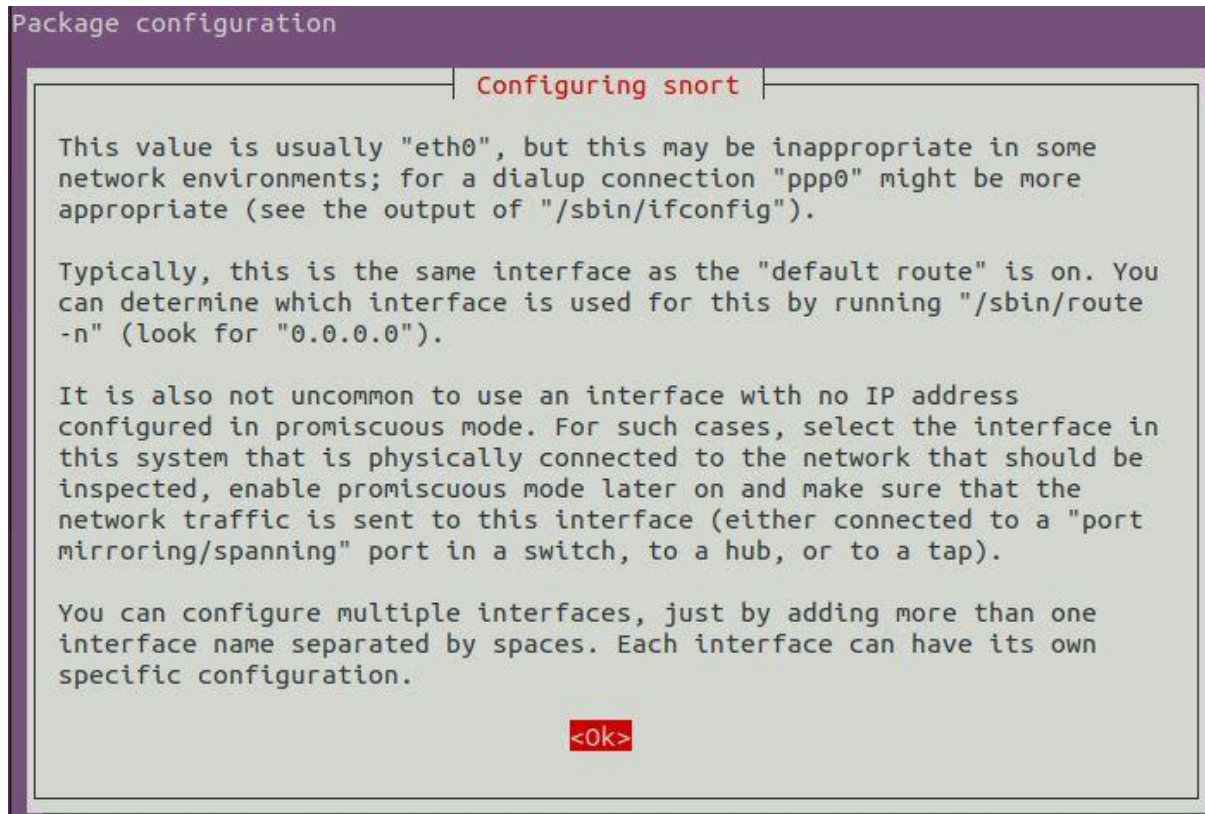 Package configuration
Configuring snort
This value is usually "eth0", but this may be inappropriate in some
network environments; for a dialup connection "ppp0" might be more
appropriate (see the output of "/sbin/ifconfig").
Typically, this is the same interface as the "default route" is on. You
can determine which interface is used for this by running "/sbin/route
-n" (look for "0.0.0.0").
It is also not uncommon to use an interface with no IP address
configured in promiscuous mode. For such cases, select the interface in
this system that is physically connected to the network that should be
inspected, enable promiscuous mode later on and make sure that the
network traffic is sent to this interface (either connected to a "port
mirroring/spanning" port in a switch, to a hub, or to a tap).
You can configure multiple interfaces, just by adding more than one
interface name separated by spaces. Each interface can have its own
specific configuration.
<Ok>